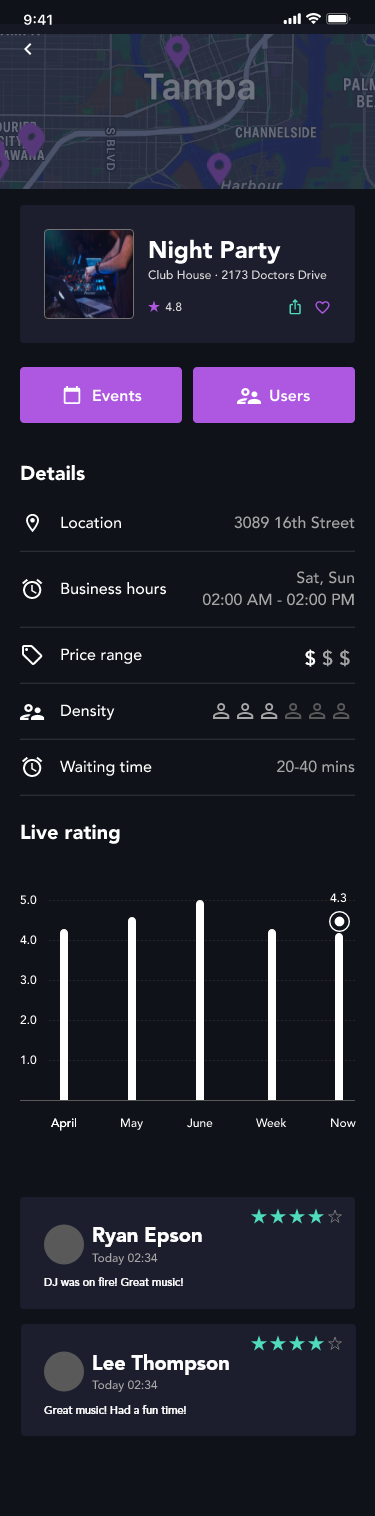 9:41
Tampa
PALM
BE
CHANNELSIDE
OURIER
CITY
AWANA
S BLVD
Harbour
Night Party
Club House · 2173 Doctors Drive
4.8
Events
Users
Details
Location
3089 16th Street
Business hours
Sat, Sun
02:00 AM - 02:00 PM
Price range
$ $ $
Density
Waiting time
20-40 mins
Live rating
4.3
5.0
4.0
3.0
2.0
1.0
April
May
June
Week
Now
Ryan Epson
Today 02:34
DJ was on fire! Great music!
Lee Thompson
Today 02:34
Great music! Had a fun time!